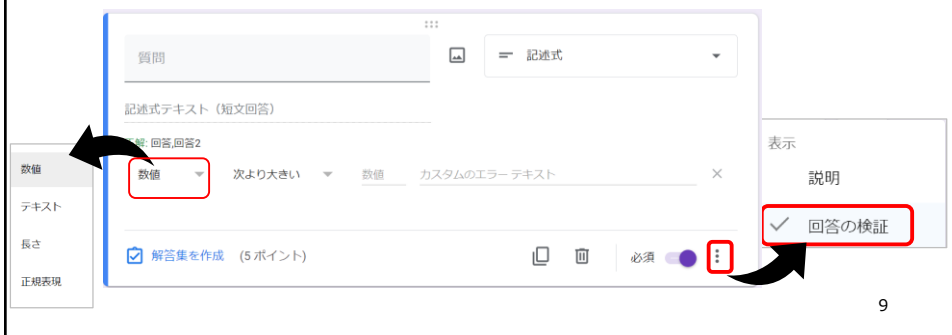 質問
記述式
記述式テキスト（短文回答）
正解: 回答,回答2
数値 次より大きい 数値 カスタムのエラー テキスト
解答集を作成 (5 ポイント)
必須
数値
テキスト
長さ
正規表現
表示
説明
回答の検証
9